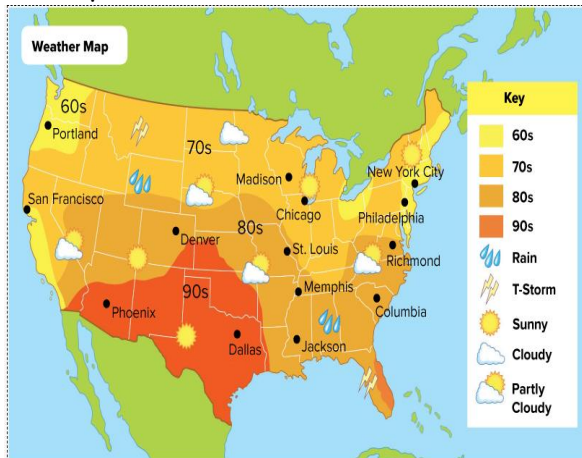 Weather Map
60s
Portland
70s
Madison
New York City
San Francisco
Chicago
Philadelphia
80s
Denver
St. Louis
Richmond
90s
Memphis
Phoenix
Columbia
Dallas
Jackson
Key
60s
70s
80s
90s
Rain
T-Storm
Sunny
Cloudy
Partly
Cloudy